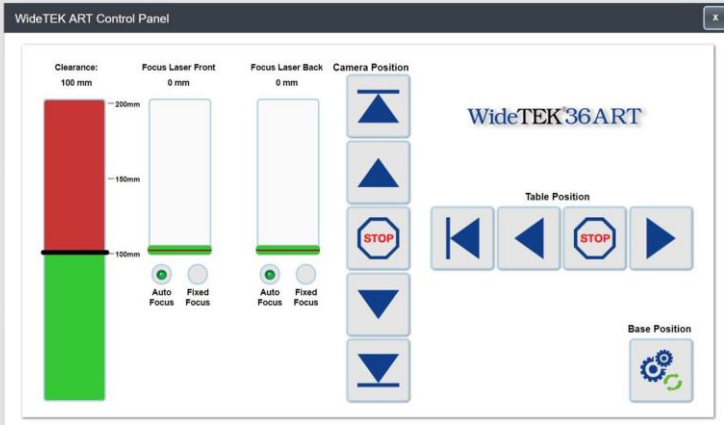 WideTEK ART Control Panel
x
Clearance:
100 mm
200mm
150mm
100mm
Focus Laser Front
0 mm
Auto
Focus
Fixed
Focus
Focus Laser Back
0 mm
Auto
Focus
Fixed
Focus
Camera Position
STOP
WideTEK®36ART
Table Position
STOP
Base Position